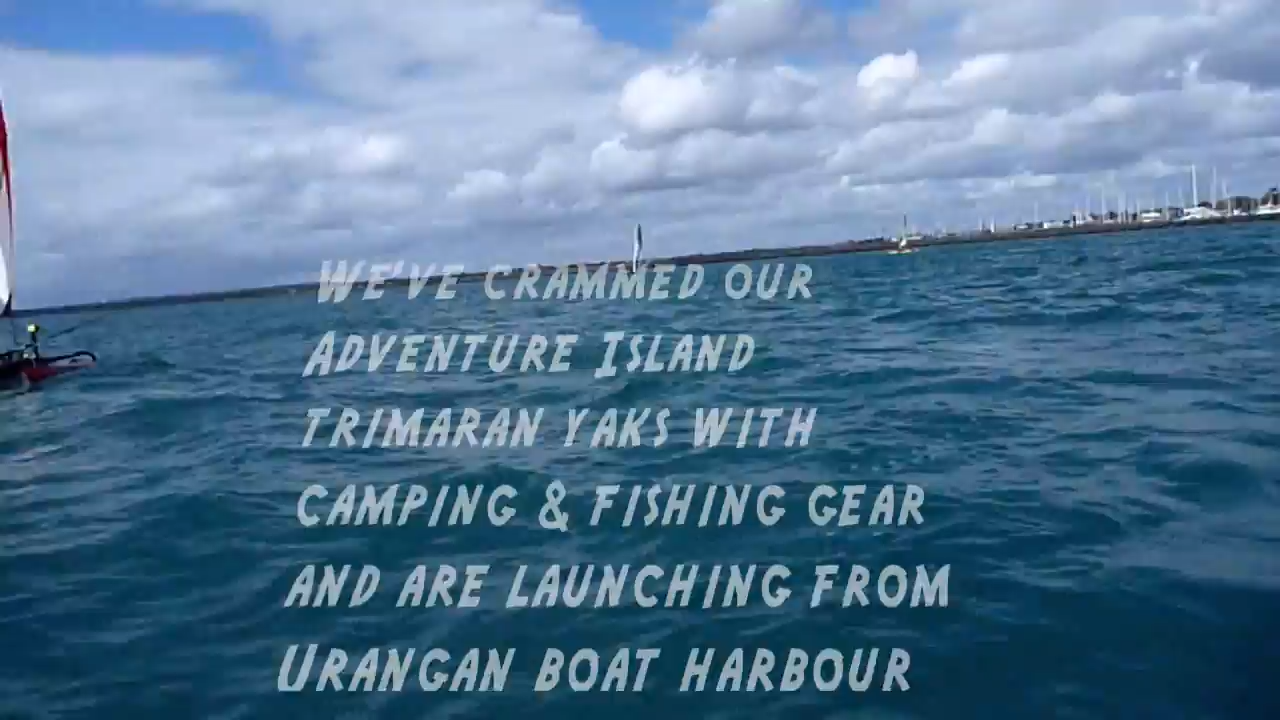 We've crammed our
Adventure Island
trimaran yaks with
camping & fishing gear
and are launching from
Urangan boat harbour